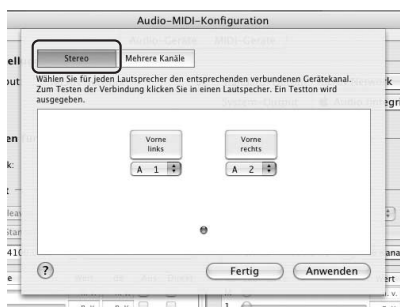 Audio-MIDI-Konfiguration
Stereo Mehrere Kanäle
Wählen Sie für jeden Lautsprecher den entsprechenden verbundenen Gerätekanal.
Zum Testen der Verbindung klicken Sie in einen Lautsprecher. Ein Testton wird
ausgegeben.
Vorne Vorne
links rechts
A 1 A 2
? Fertig Anwenden